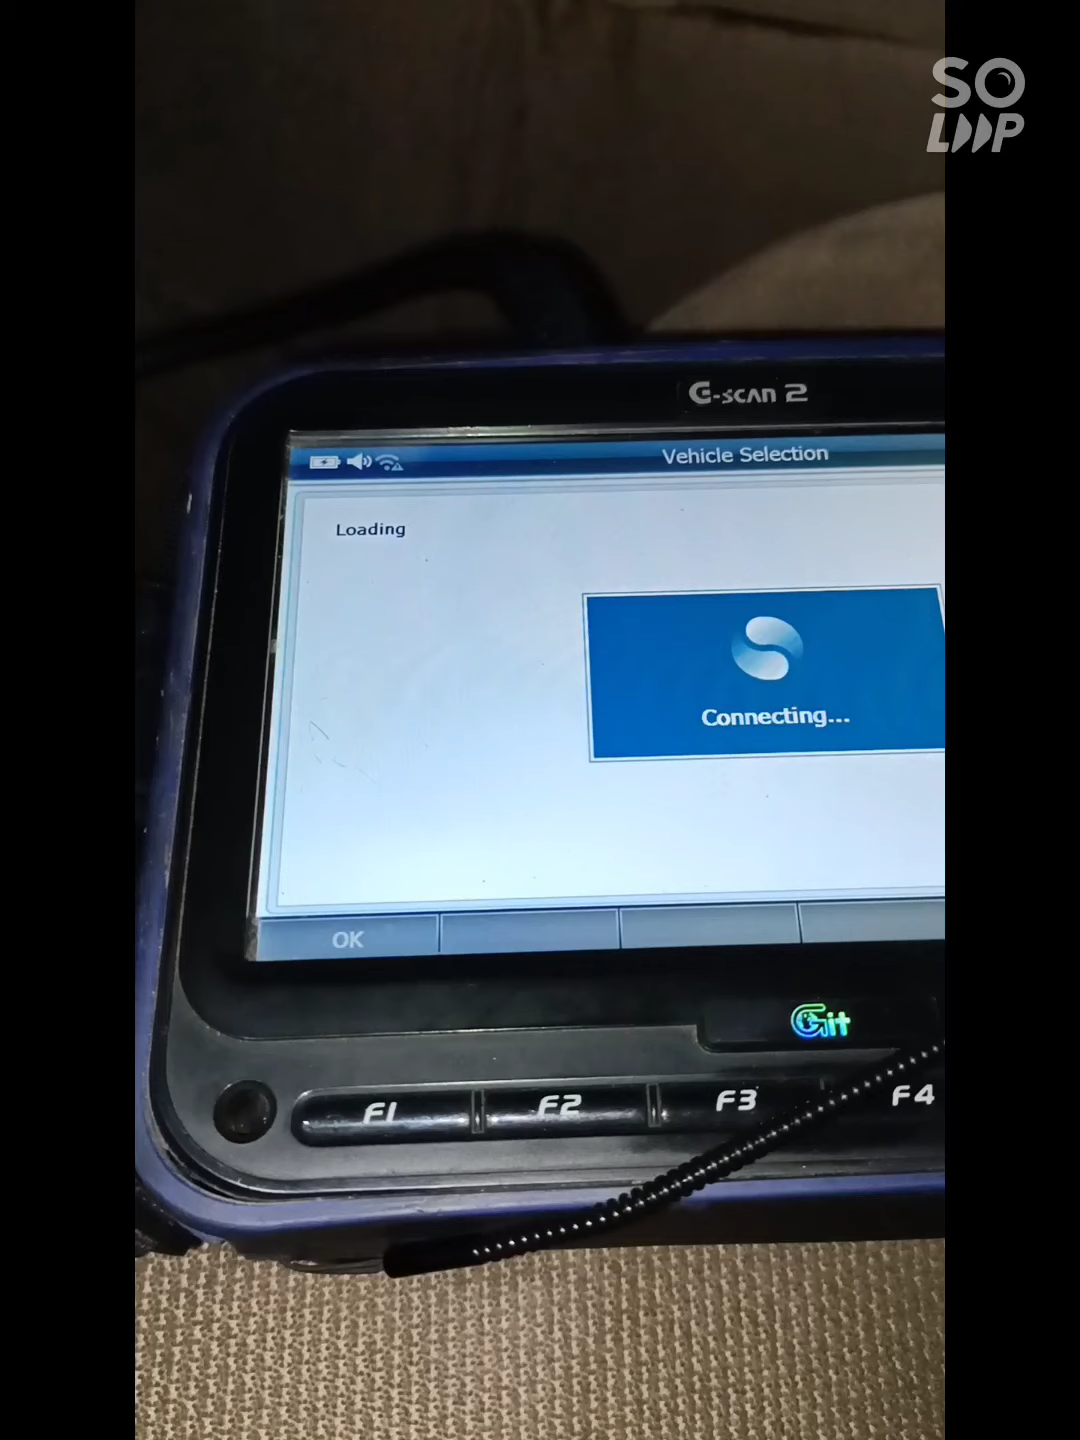 SO
LOOP
G-scan 2
Vehicle Selection
Loading
Connecting...
OK
Git
F1 F2 F3 F4